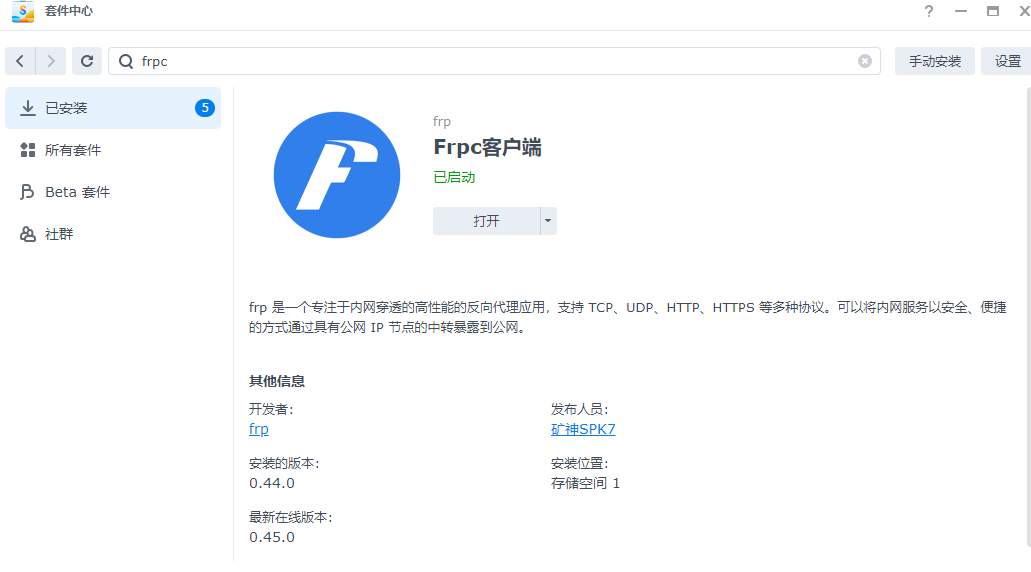 套件中心
frpc
手动安装
设置
已安装
5
所有套件
Beta 套件
社群
frp
Frpc客户端
已启动
打开
frp 是一个专注于内网穿透的高性能的反向代理应用，支持 TCP、UDP、HTTP、HTTPS 等多种协议。可以将内网服务以安全、便捷
的方式通过具有公网 IP 节点的中转暴露到公网。
其他信息
开发者:
frp
发布人员:
矿神SPK7
安装的版本:
0.44.0
安装位置:
存储空间 1
最新在线版本:
0.45.0